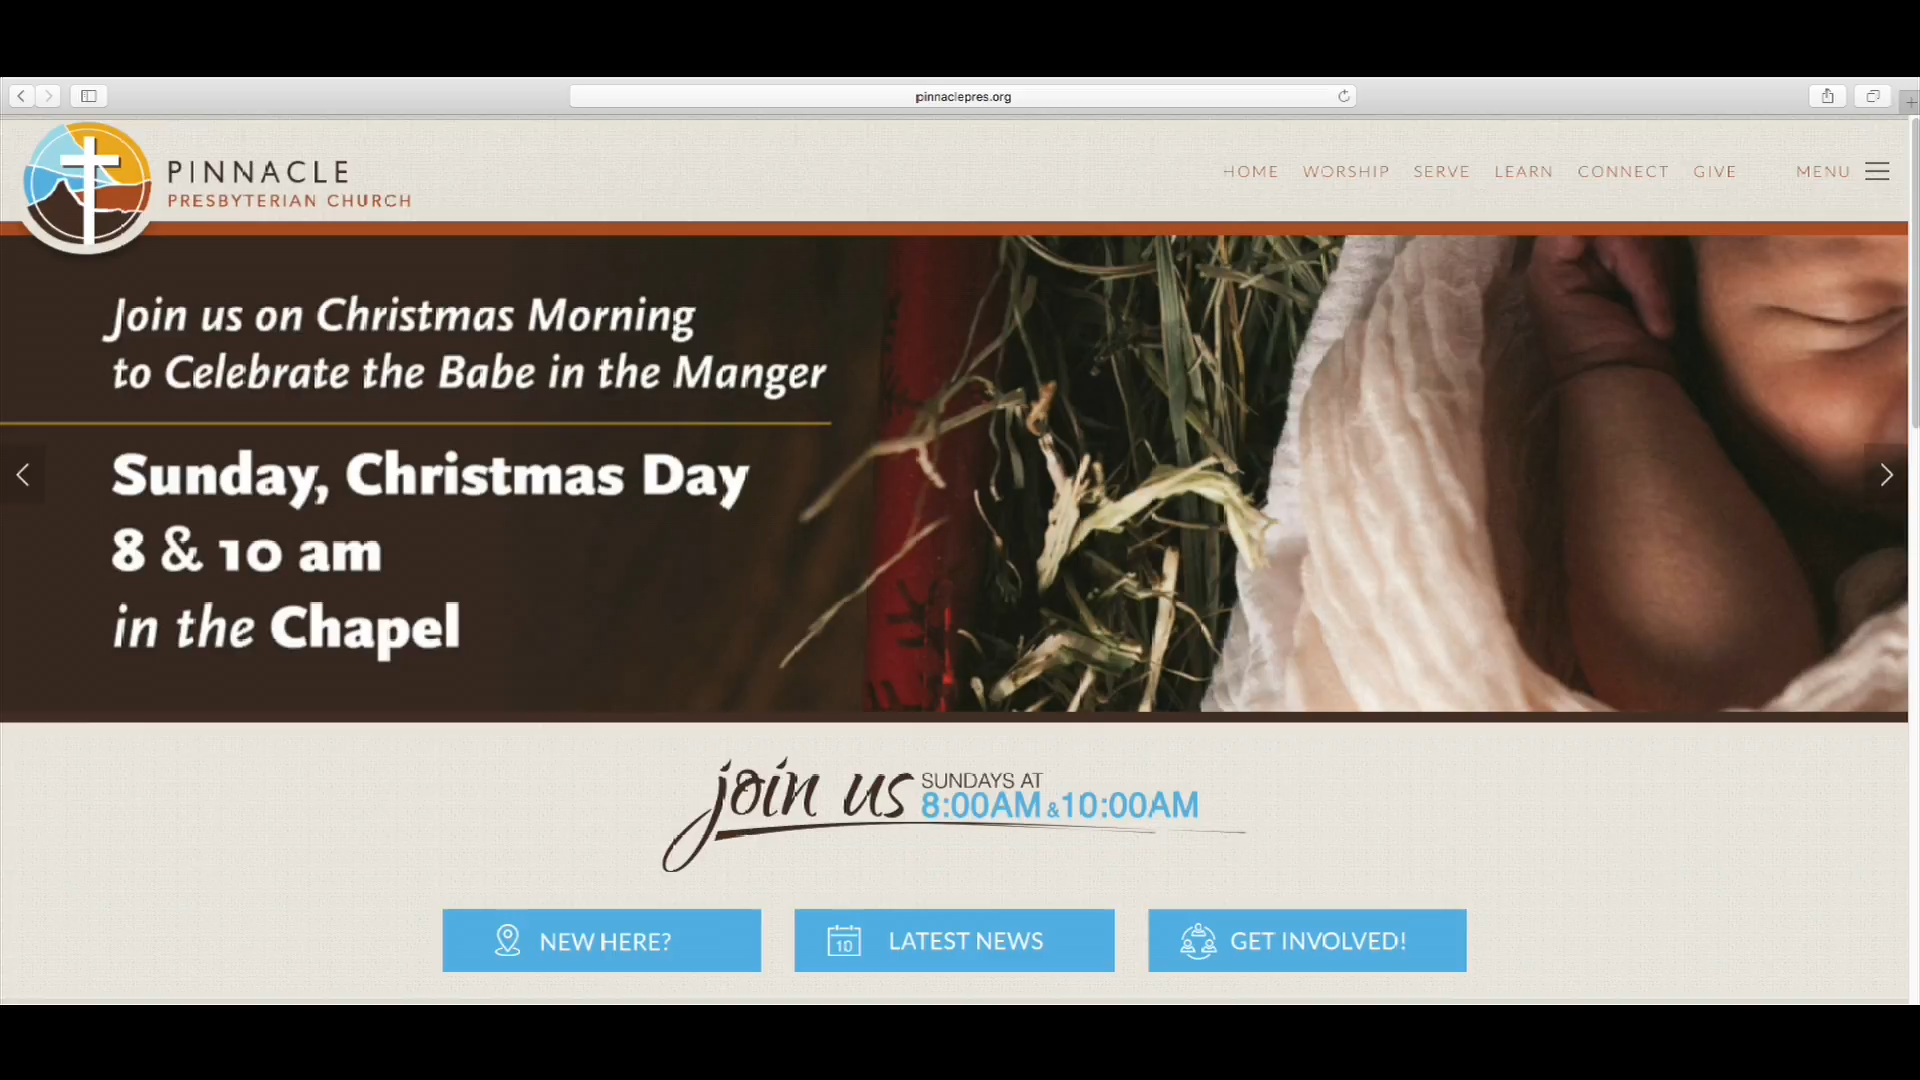 pinnaclepres.org
PINNACLE
PRESBYTERIAN CHURCH
HOME WORSHIP SERVE LEARN CONNECT GIVE MENU
Join us on Christmas Morning
to Celebrate the Babe in the Manger
Sunday, Christmas Day
8 & 10 am
in the Chapel
join us SUNDAYS AT
8:00AM & 10:00AM
NEW HERE?
10 LATEST NEWS
GET INVOLVED!